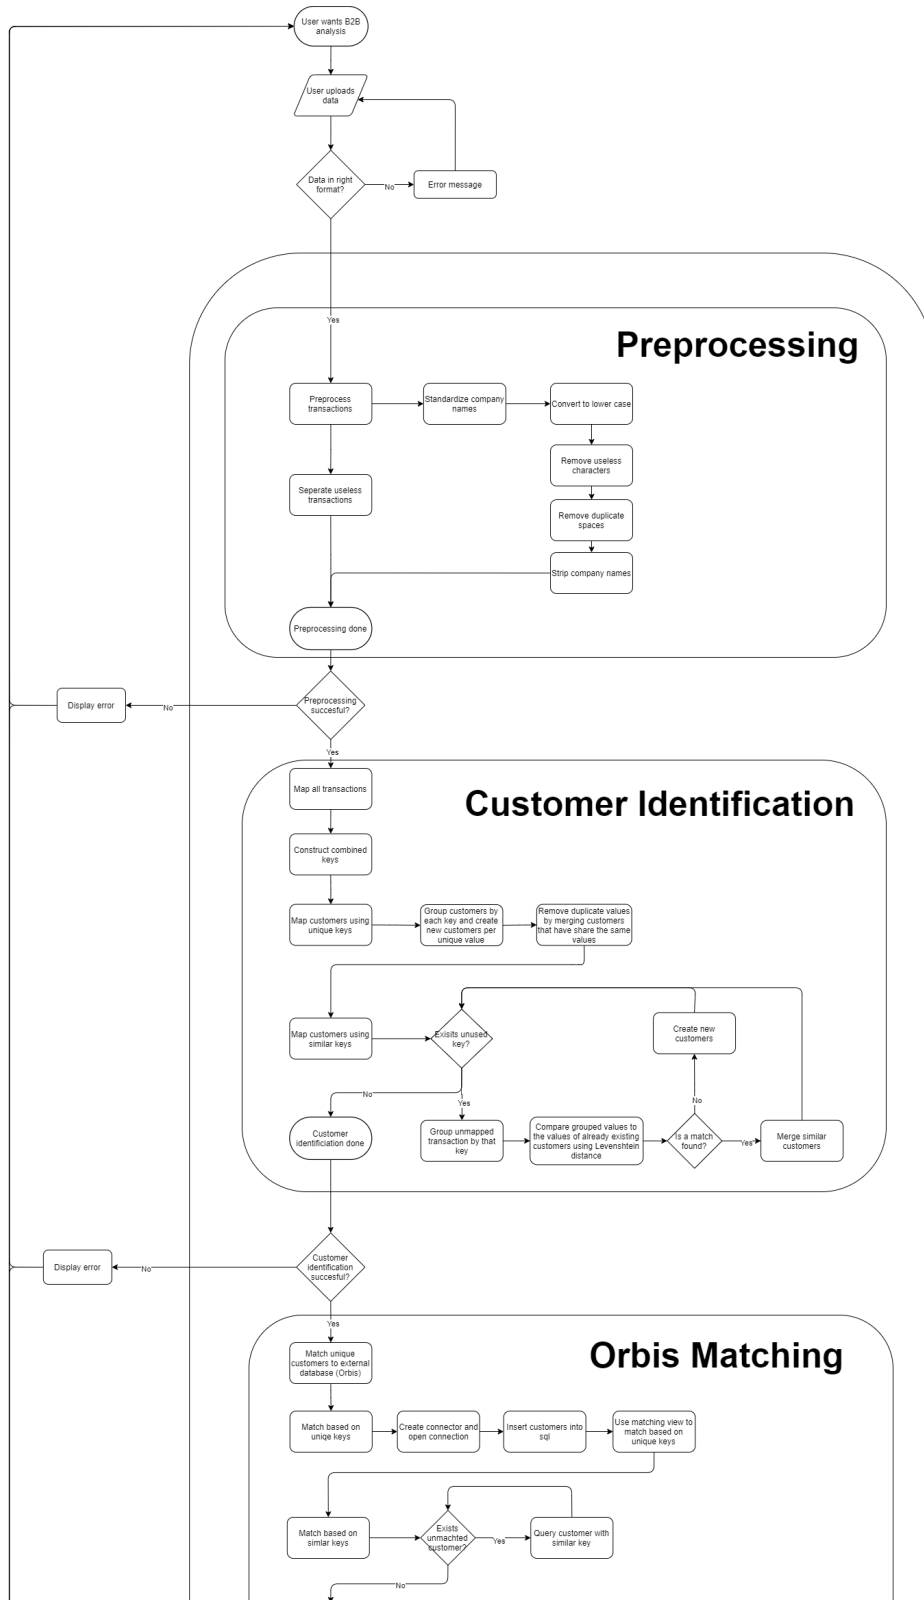 User wants B2B
analysis
User uploads
data
Data in right
format?
No
Error message
Yes
Preprocessing
Preprocess
transactions
Standardize company
names
Convert to lower case
Remove useless
characters
Seperate useless
transactions
Remove duplicate
spaces
Strip company names
Preprocessing done
Preprocessing
succesful?
No
Display error
Yes
Customer Identification
Map all transactions
Construct combined
keys
Map customers using
unique keys
Group customers by
each key and create
new customers per
unique value
Remove duplicate values
by merging customers
that have share the same
values
Map customers using
similar keys
Exisits unused
key?
Create new
customers
No
Yes
No
Customer
identificiation done
Group unmapped
transaction by that
key
Compare grouped values to
the values of already existing
customers using Levenshtein
distance
Is a match
found?
Yes
Merge similar
customers
Customer
identification
succesful?
No
Display error
Yes
Orbis Matching
Match unique
customers to external
database (Orbis)
Match based on
uniqe keys
Create connector and
open connection
Insert customers into
sql
Use matching view to
match based on
unique keys
Match based on
simlar keys
Exists
unmachted
customer?
Yes
Query customer with
similar key
No